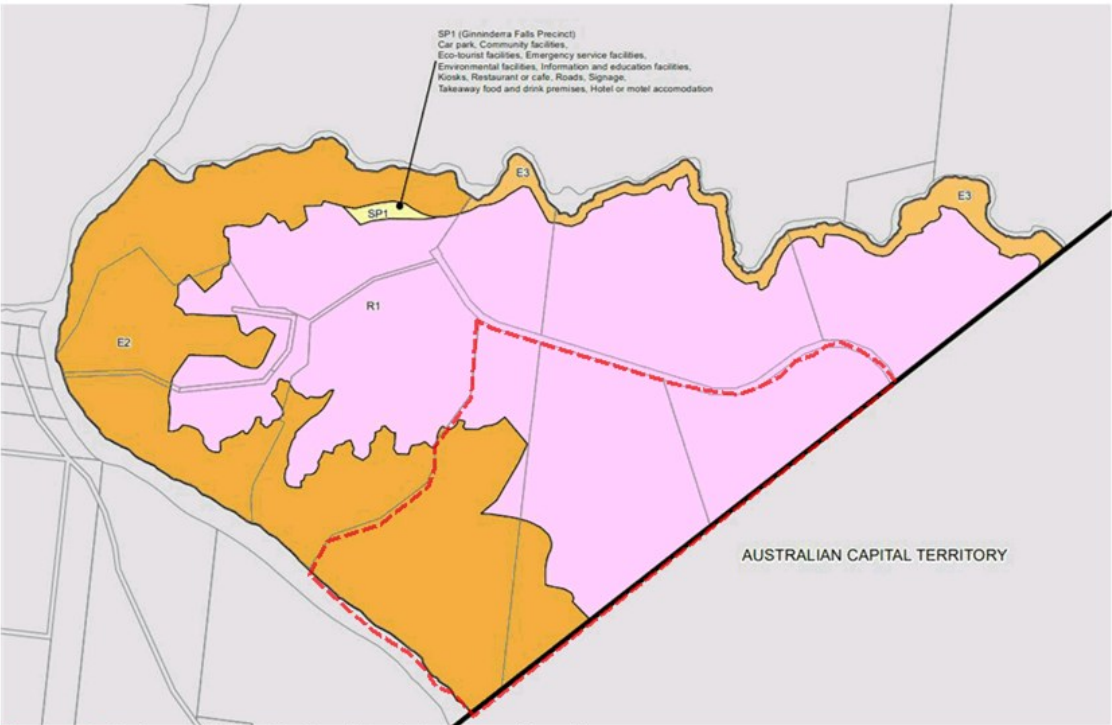 SP1 (Ginninderra Falls Precinct)
Car park, Community facilities,
Eco-tourist facilities, Emergency service facilities,
Environmental facilities, Information and education facilities,
Kiosks, Restaurant or cafe, Roads, Signage,
Takeaway food and drink premises, Hotel or motel accomodation
E3
E3
SP1
R1
E2
AUSTRALIAN CAPITAL TERRITORY